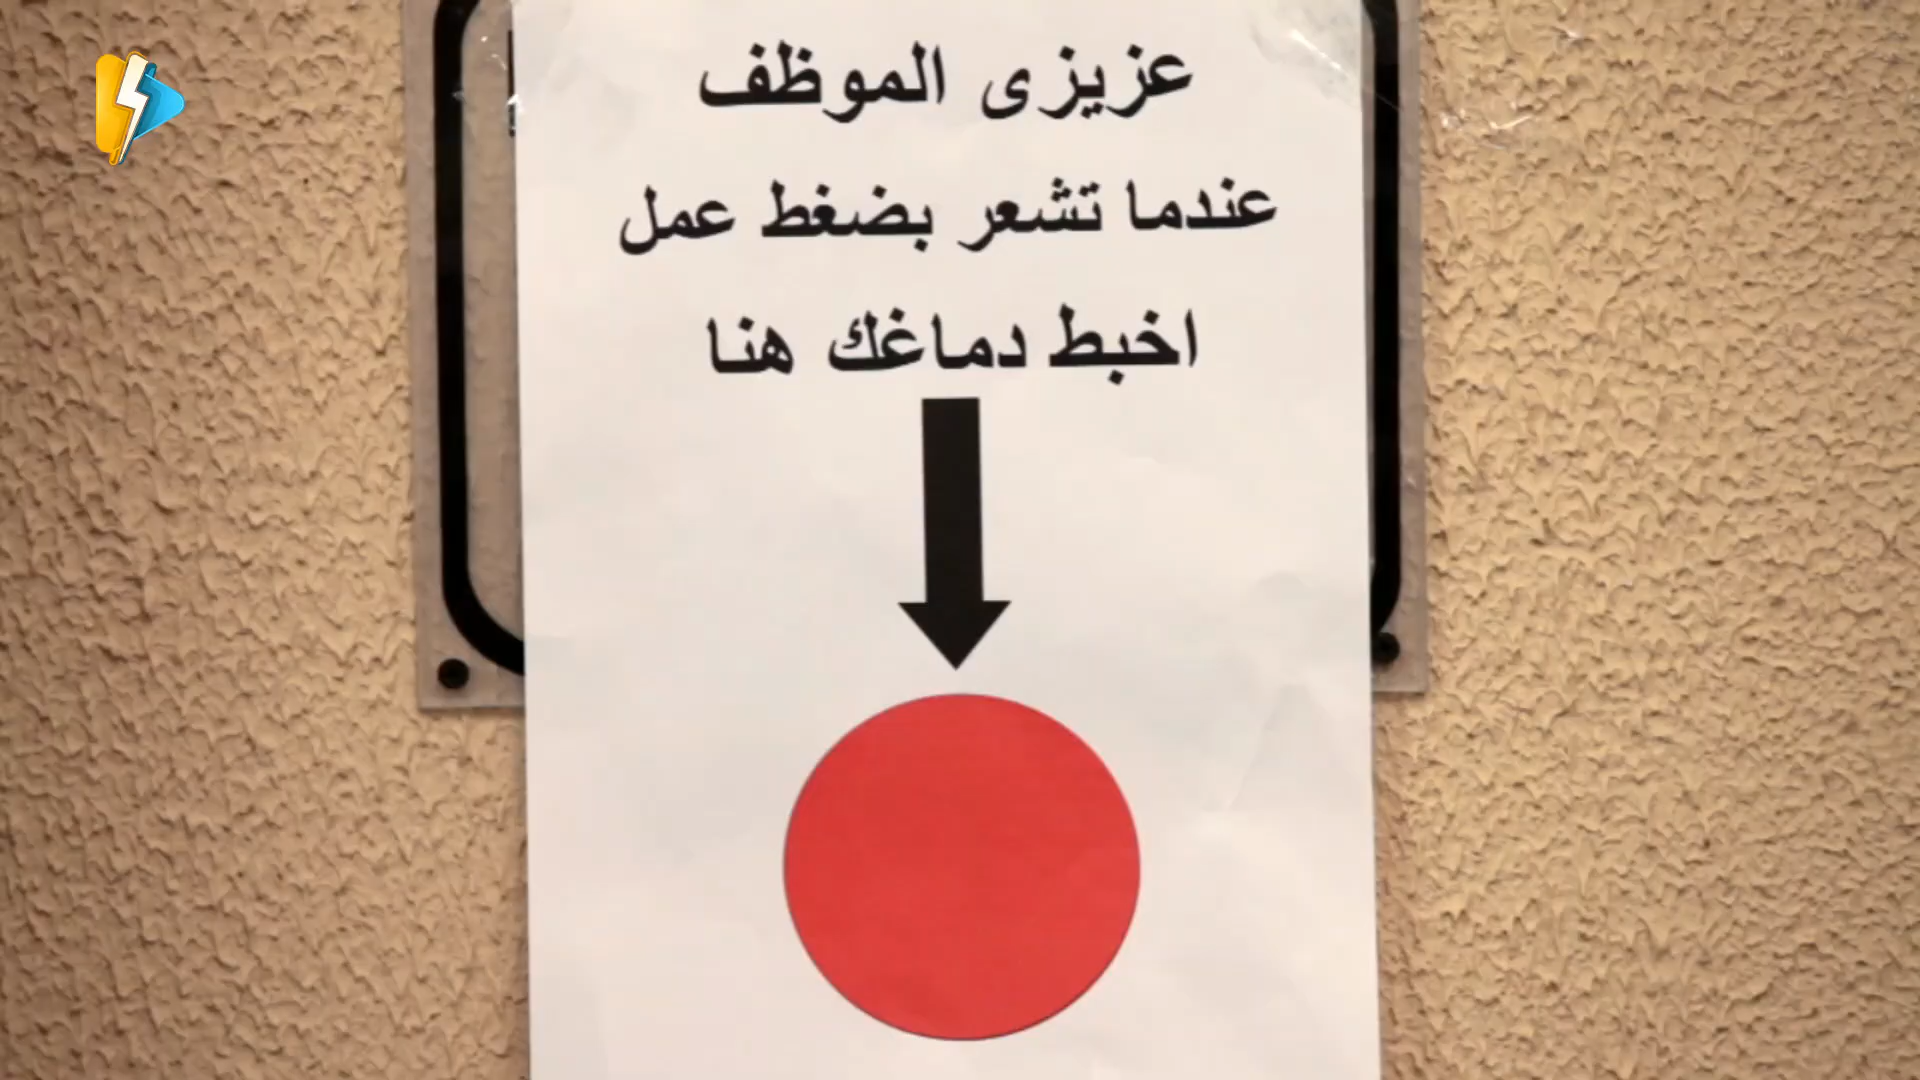 عزيزى الموظف
عندما تشعر بضغط عمل
اخبط دماغك هنا